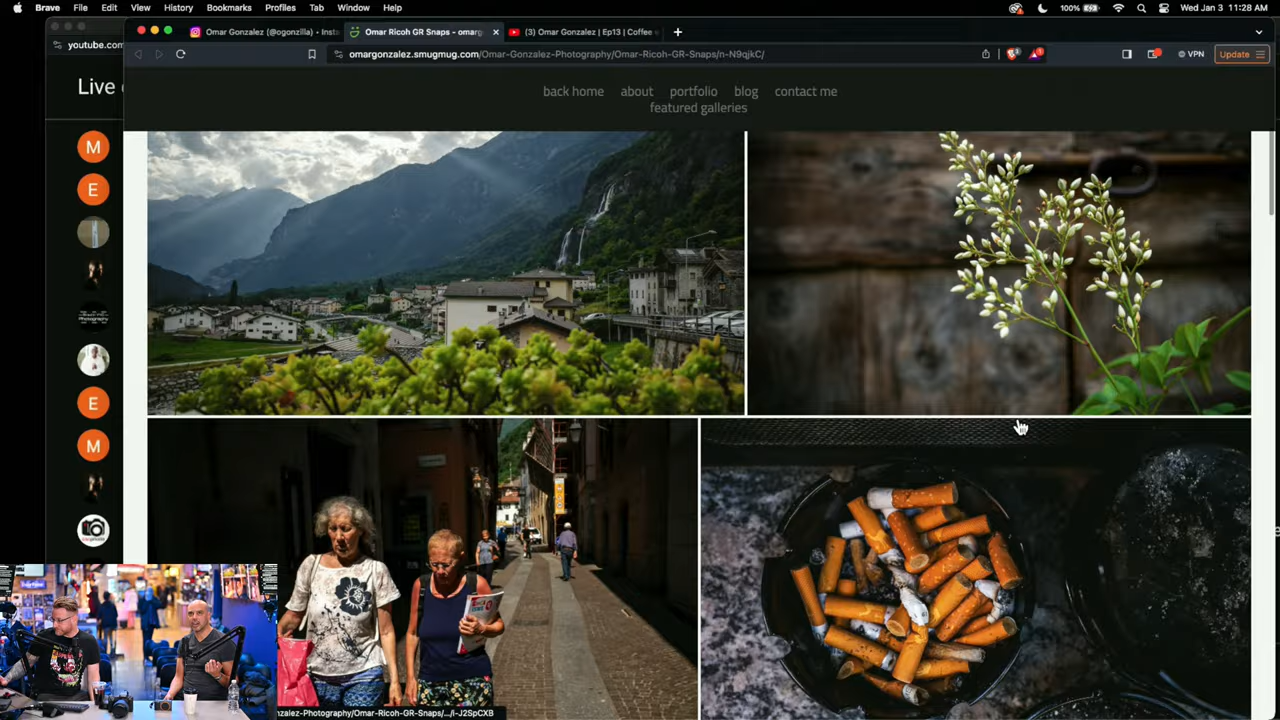 Brave File Edit View History Bookmarks Profiles Tab Window Help
100% Wed Jan 3 11:28 AM
Omar Gonzalez (@ogonzilla) • Inst
Omar Ricoh GR Snaps – omarg
(3) Omar Gonzalez | Ep13 | Coffee
youtube.com
omargonzalez.smugmug.com/Omar-Gonzalez-Photography/Omar-Ricoh-GR-Snaps/n-N9qjkC/
VPN
Update
Live
back home about portfolio blog contact me
featured galleries
M
E
E
M
nzalez-Photography/Omar-Ricoh-GR-Snaps/.../i-J2SpCXB